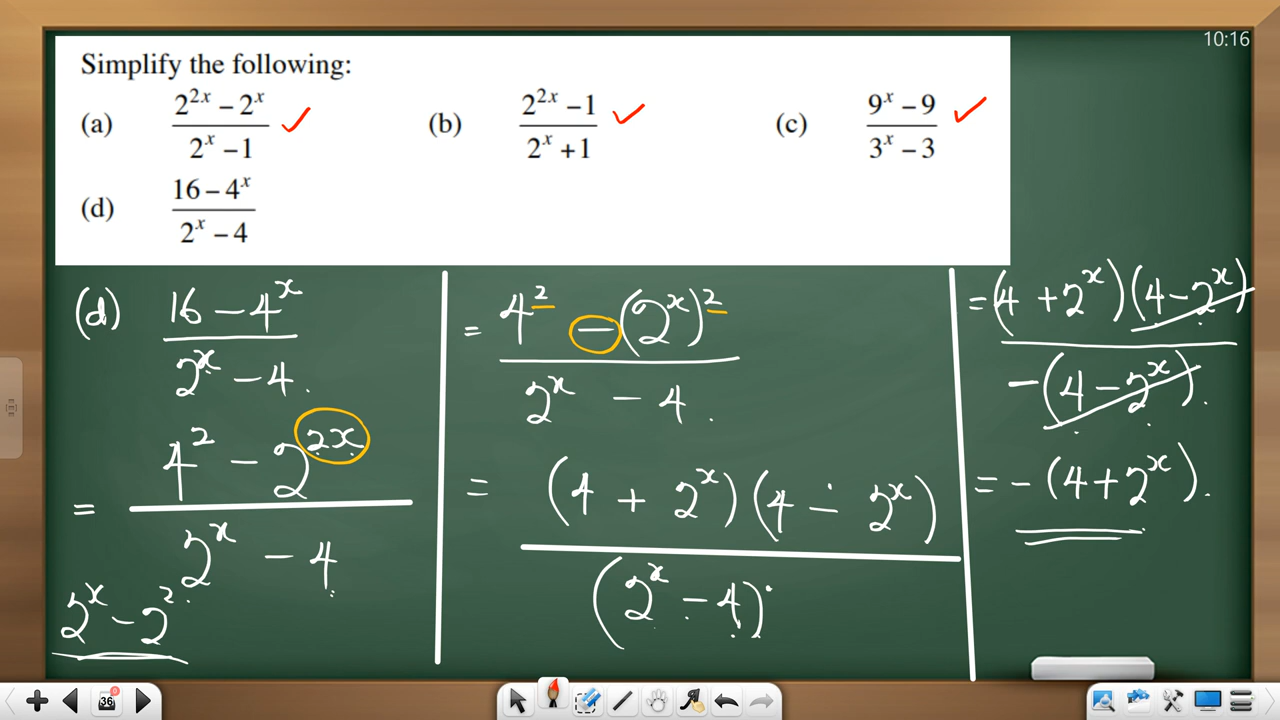 10:16
Simplify the following:
(a) (2^{2x} − 2^x)/(2^x − 1) ✓ (b) (2^{2x} − 1)/(2^x + 1) ✓ (c) (9^x − 9)/(3^x − 3) ✓
(d) (16 − 4^x)/(2^x − 4)
(d) (16 − 4^x)/(2^x − 4)
= (4^2 − 2^{2x})/(2^x − 4)
2^x − 2^2
= (4^2 − (2^x)^2)/(2^x − 4)
= (4 + 2^x)(4 − 2^x)/(2^x − 4)
= (4 + 2^x)(4 − 2^x)/−(4 − 2^x)
= −(4 + 2^x).
36
0